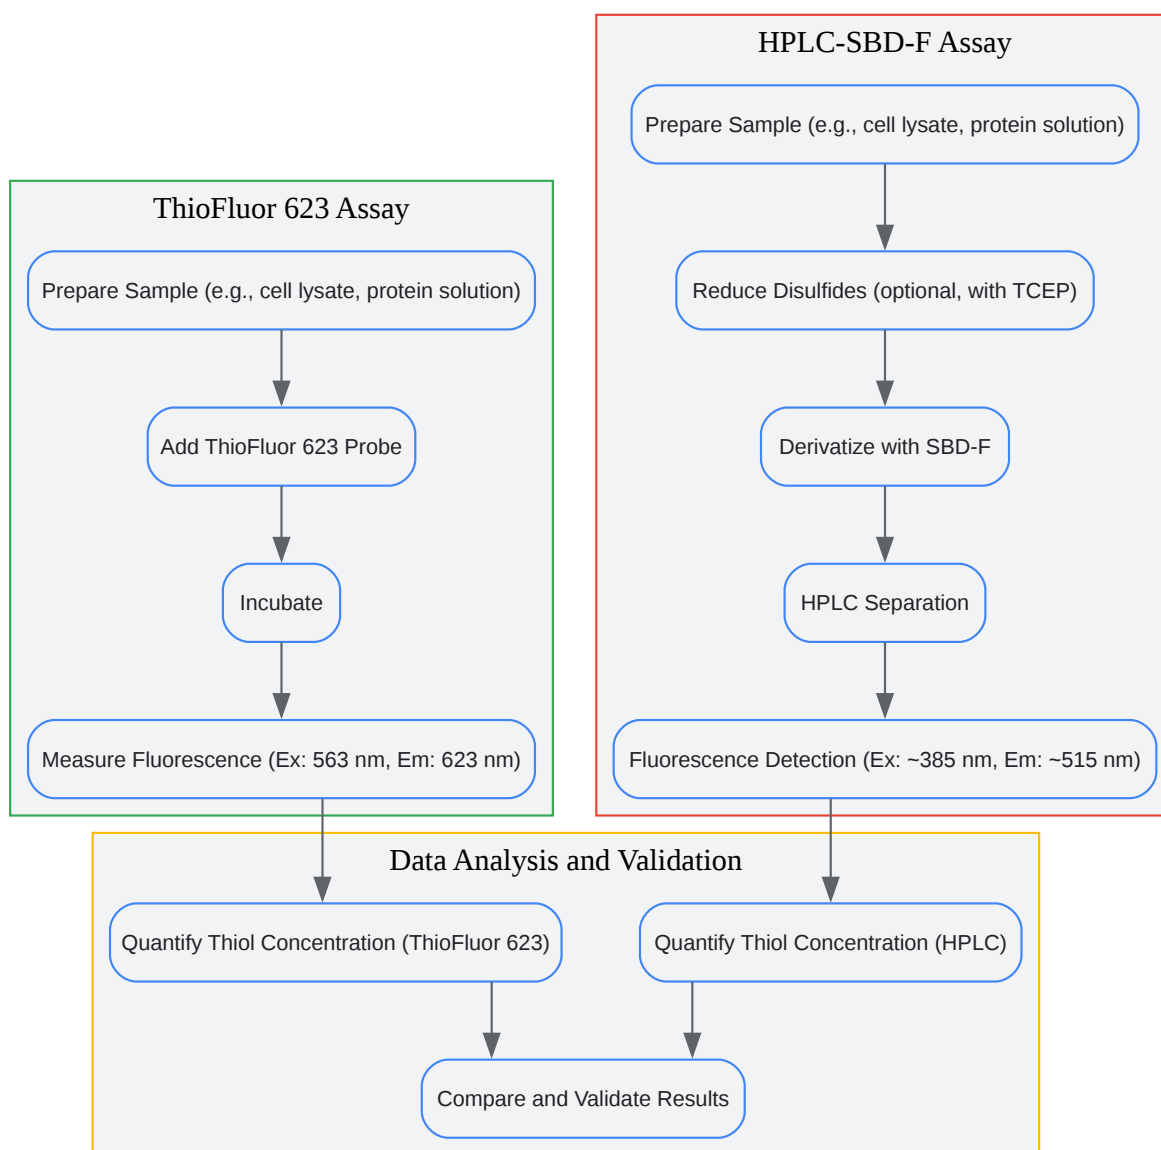 ThioFluor 623 Assay
Prepare Sample (e.g., cell lysate, protein solution)
Add ThioFluor 623 Probe
Incubate
Measure Fluorescence (Ex: 563 nm, Em: 623 nm)
HPLC-SBD-F Assay
Prepare Sample (e.g., cell lysate, protein solution)
Reduce Disulfides (optional, with TCEP)
Derivatize with SBD-F
HPLC Separation
Fluorescence Detection (Ex: ~385 nm, Em: ~515 nm)
Data Analysis and Validation
Quantify Thiol Concentration (ThioFluor 623)
Quantify Thiol Concentration (HPLC)
Compare and Validate Results